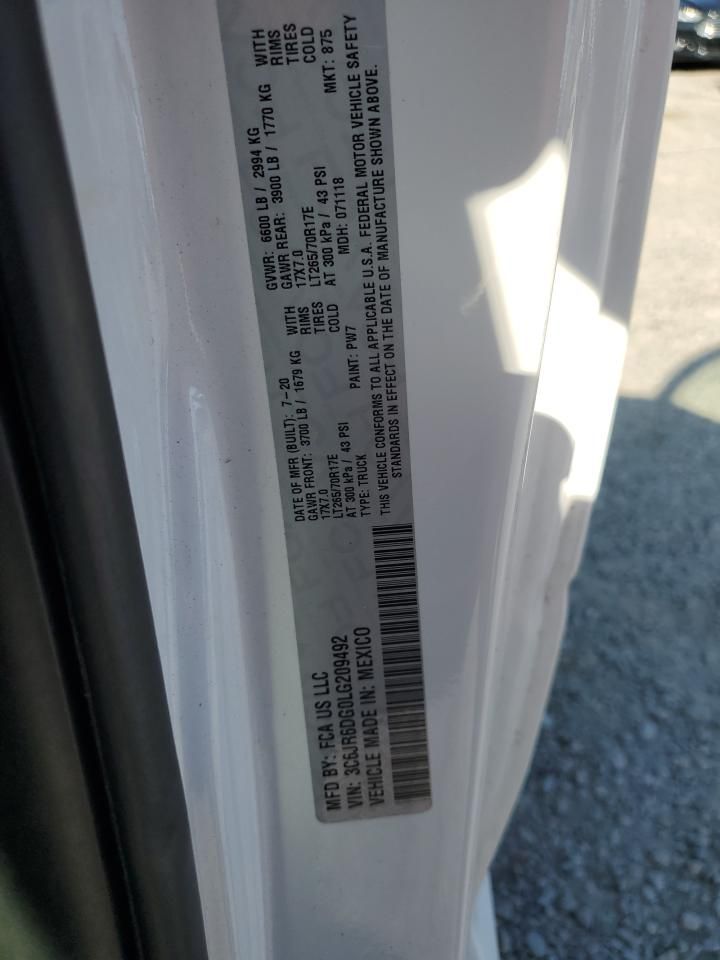 MFD BY: FCA US LLC
VIN: 3C6JR6DG0LG209492
VEHICLE MADE IN: MEXICO
DATE OF MFR (BUILT): 7-20
GAWR FRONT: 3700 LB / 1679 KG WITH
17X7.0 RIMS
LT265/70R17E TIRES
AT 300 kPa / 43 PSI COLD
TYPE: TRUCK PAINT: PW7
GVWR: 6600 LB / 2994 KG
GAWR REAR: 3900 LB / 1770 KG WITH
17X7.0 RIMS
LT265/70R17E TIRES
AT 300 kPa / 43 PSI COLD
MDH: 071118 MKT: 875
THIS VEHICLE CONFORMS TO ALL APPLICABLE U.S.A. FEDERAL MOTOR VEHICLE SAFETY
STANDARDS IN EFFECT ON THE DATE OF MANUFACTURE SHOWN ABOVE.